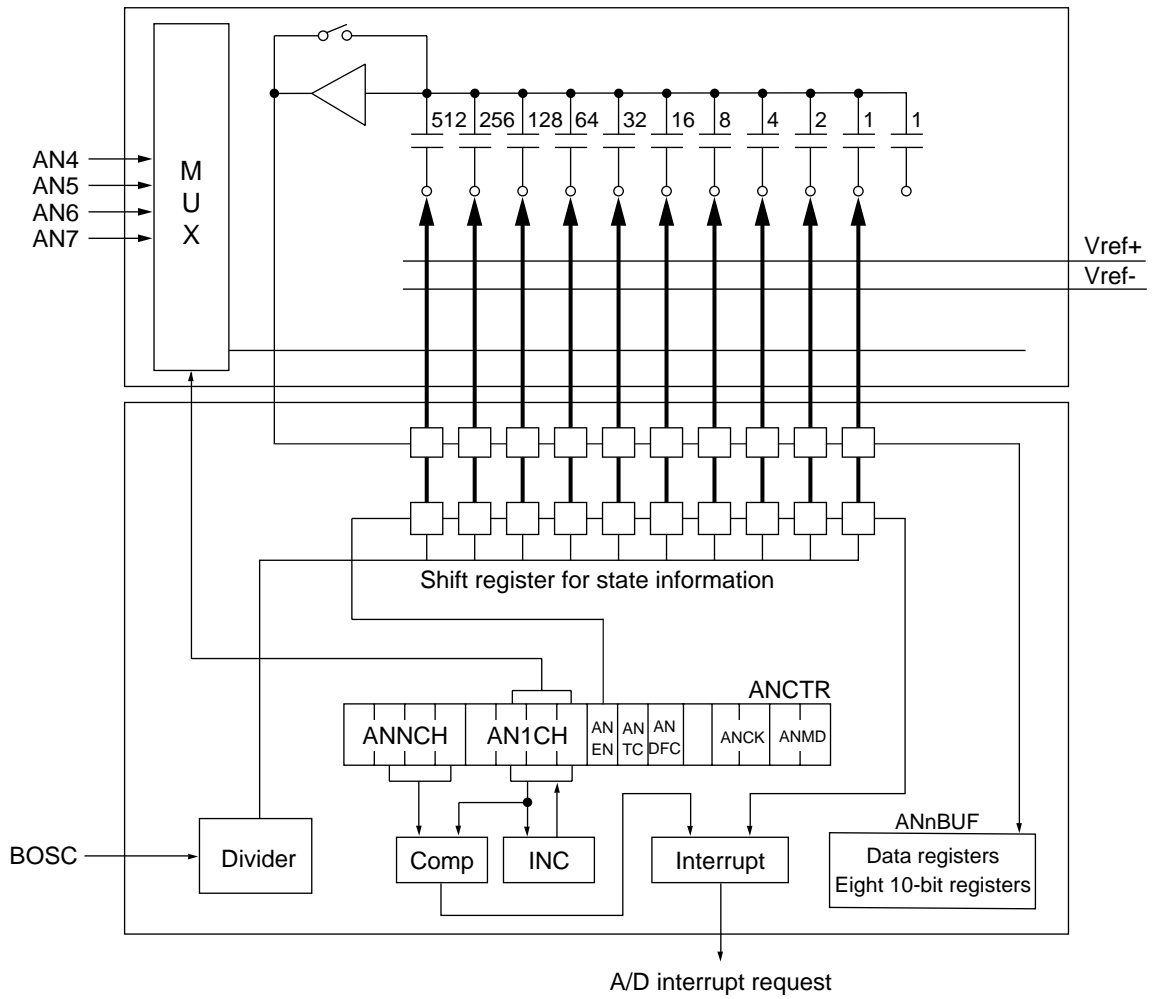 512 256 128 64 32 16 8 4 2 1 1
M
U
X
AN4
AN5
AN6
AN7
Vref+
Vref-
Shift register for state information
ANCTR
ANNCH AN1CH AN EN AN TC AN DFC ANCK ANMD
BOSC
Divider
Comp
INC
Interrupt
ANnBUF
Data registers
Eight 10-bit registers
A/D interrupt request